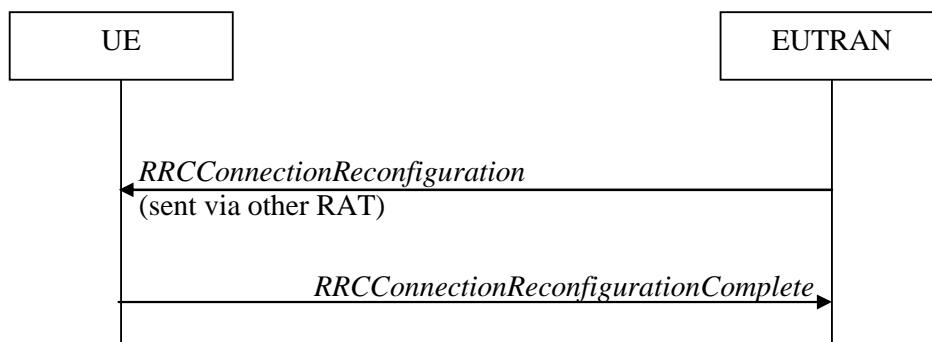 UE
EUTRAN
RRCConnectionReconfiguration
(sent via other RAT)
RRCConnectionReconfigurationComplete